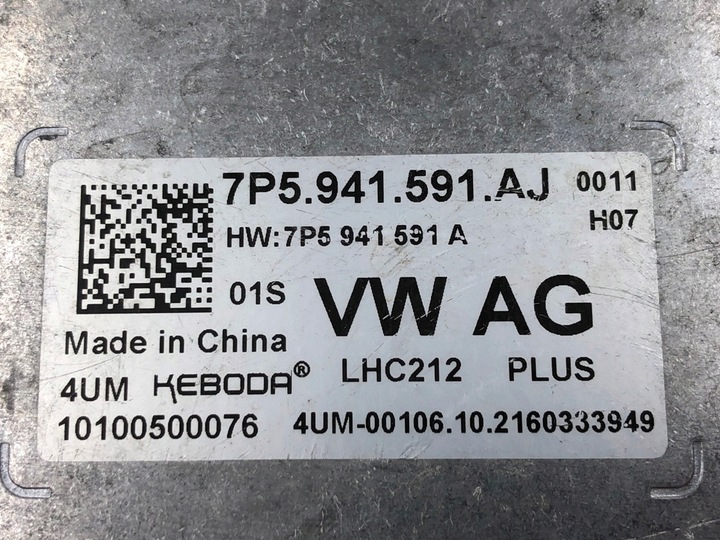 7P5.941.591.AJ 0011
HW:7P5 941 591 A H07
01S VW AG
Made in China
4UM KEBODA® LHC212 PLUS
10100500076 4UM-00106.10.2160333949